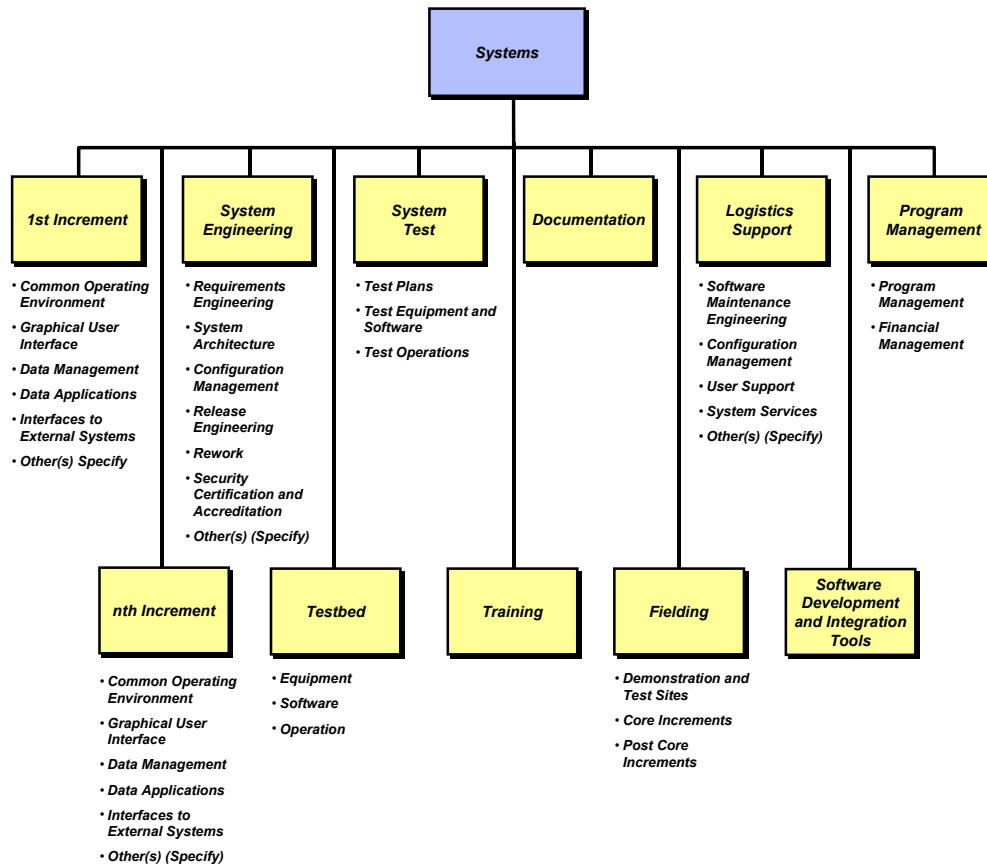 Systems
1st Increment
• Common Operating
Environment
• Graphical User
Interface
• Data Management
• Data Applications
• Interfaces to
External Systems
• Other(s) Specify
System
Engineering
• Requirements
Engineering
• System
Architecture
• Configuration
Management
• Release
Engineering
• Rework
• Security
Certification and
Accreditation
• Other(s) (Specify)
System
Test
• Test Plans
• Test Equipment and
Software
• Test Operations
Documentation
Logistics
Support
• Software
Maintenance
Engineering
• Configuration
Management
• User Support
• System Services
• Other(s) (Specify)
Program
Management
• Program
Management
• Financial
Management
nth Increment
• Common Operating
Environment
• Graphical User
Interface
• Data Management
• Data Applications
• Interfaces to
External Systems
• Other(s) (Specify)
Testbed
• Equipment
• Software
• Operation
Training
Fielding
• Demonstration and
Test Sites
• Core Increments
• Post Core
Increments
Software
Development
and Integration
Tools